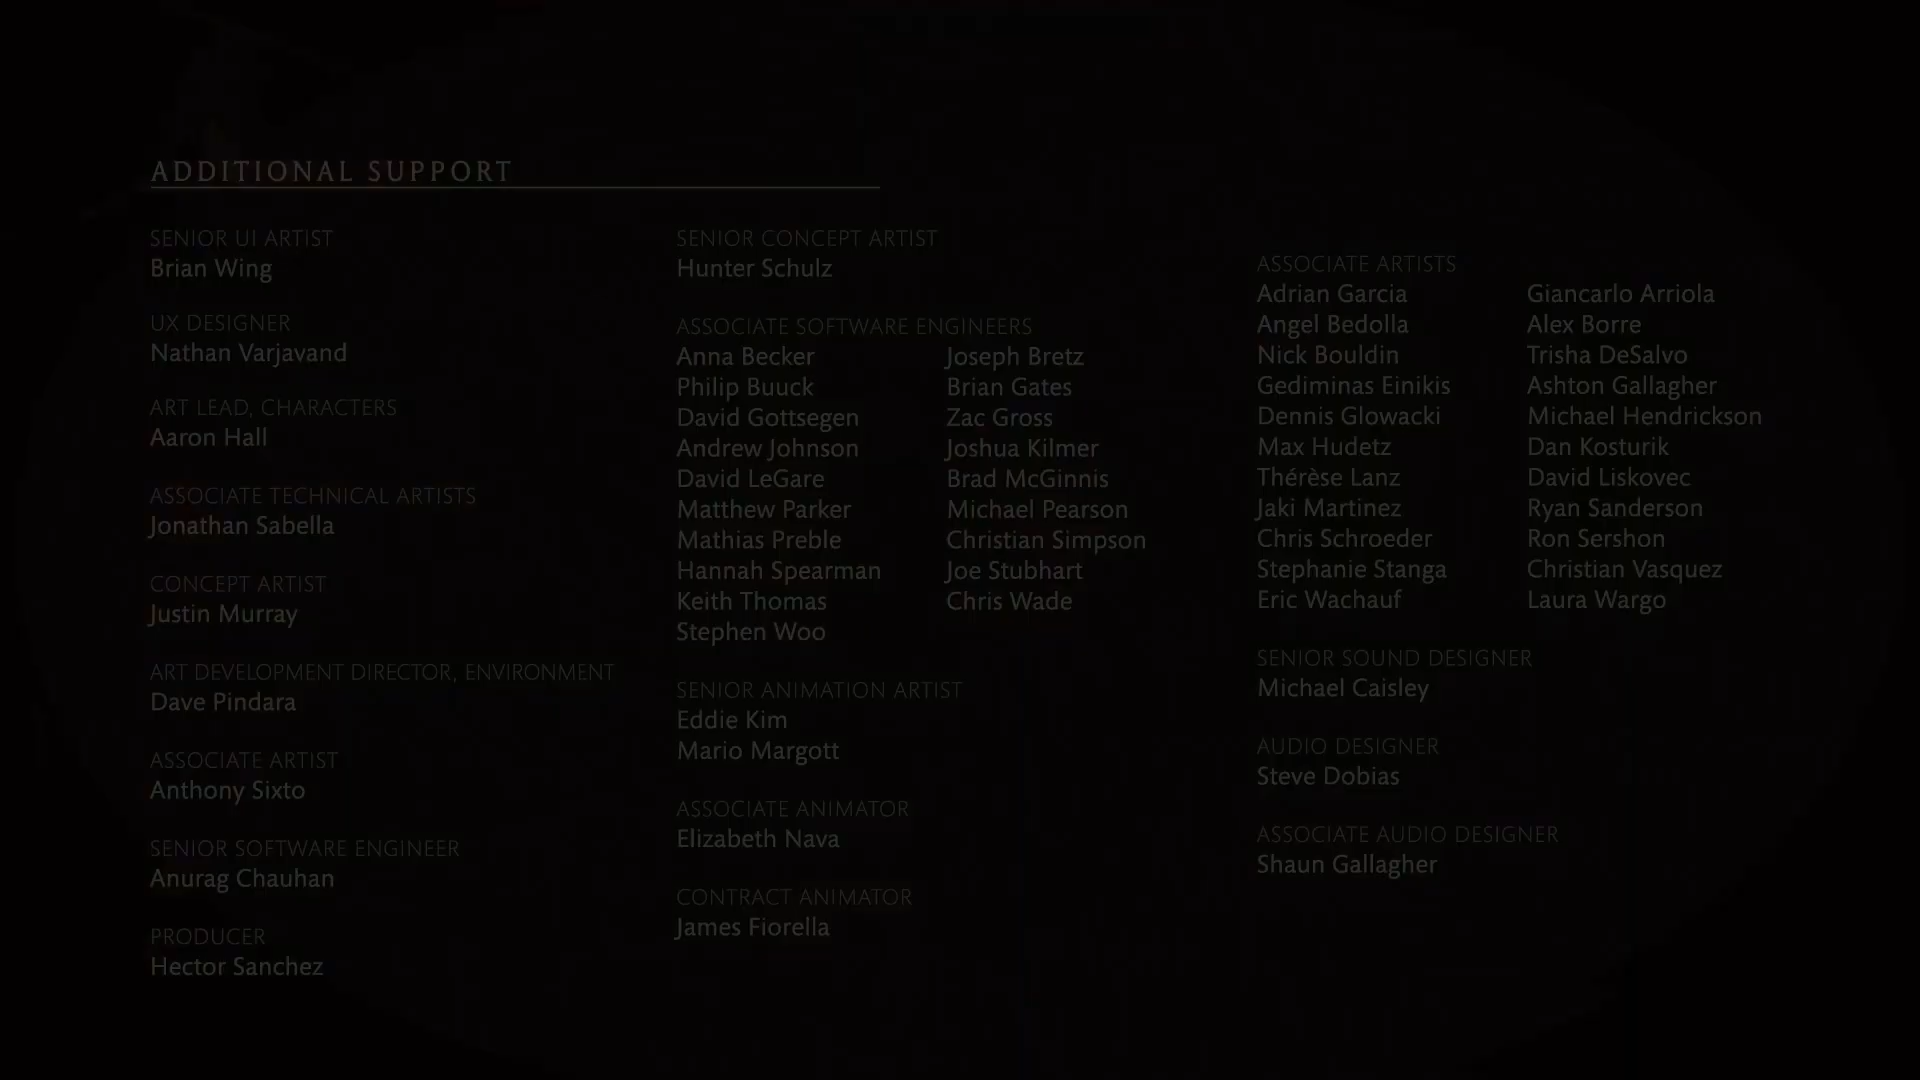 ADDITIONAL SUPPORT
SENIOR UI ARTIST
Brian Wing
UX DESIGNER
Nathan Varjavand
ART LEAD, CHARACTERS
Aaron Hall
ASSOCIATE TECHNICAL ARTISTS
Jonathan Sabella
CONCEPT ARTIST
Justin Murray
ART DEVELOPMENT DIRECTOR, ENVIRONMENT
Dave Pindara
ASSOCIATE ARTIST
Anthony Sixto
SENIOR SOFTWARE ENGINEER
Anurag Chauhan
PRODUCER
Hector Sanchez
SENIOR CONCEPT ARTIST
Hunter Schulz
ASSOCIATE SOFTWARE ENGINEERS
Anna Becker
Philip Buuck
David Gottsegen
Andrew Johnson
David LeGare
Matthew Parker
Mathias Preble
Hannah Spearman
Keith Thomas
Stephen Woo
Joseph Bretz
Brian Gates
Zac Gross
Joshua Kilmer
Brad McGinnis
Michael Pearson
Christian Simpson
Joe Stubhart
Chris Wade
SENIOR ANIMATION ARTIST
Eddie Kim
Mario Margott
ASSOCIATE ANIMATOR
Elizabeth Nava
CONTRACT ANIMATOR
James Fiorella
ASSOCIATE ARTISTS
Adrian Garcia
Angel Bedolla
Nick Bouldin
Gediminas Einikis
Dennis Glowacki
Max Hudetz
Thérèse Lanz
Jaki Martinez
Chris Schroeder
Stephanie Stanga
Eric Wachauf
Giancarlo Arriola
Alex Borre
Trisha DeSalvo
Ashton Gallagher
Michael Hendrickson
Dan Kosturik
David Liskovec
Ryan Sanderson
Ron Sershon
Christian Vasquez
Laura Wargo
SENIOR SOUND DESIGNER
Michael Caisley
AUDIO DESIGNER
Steve Dobias
ASSOCIATE AUDIO DESIGNER
Shaun Gallagher